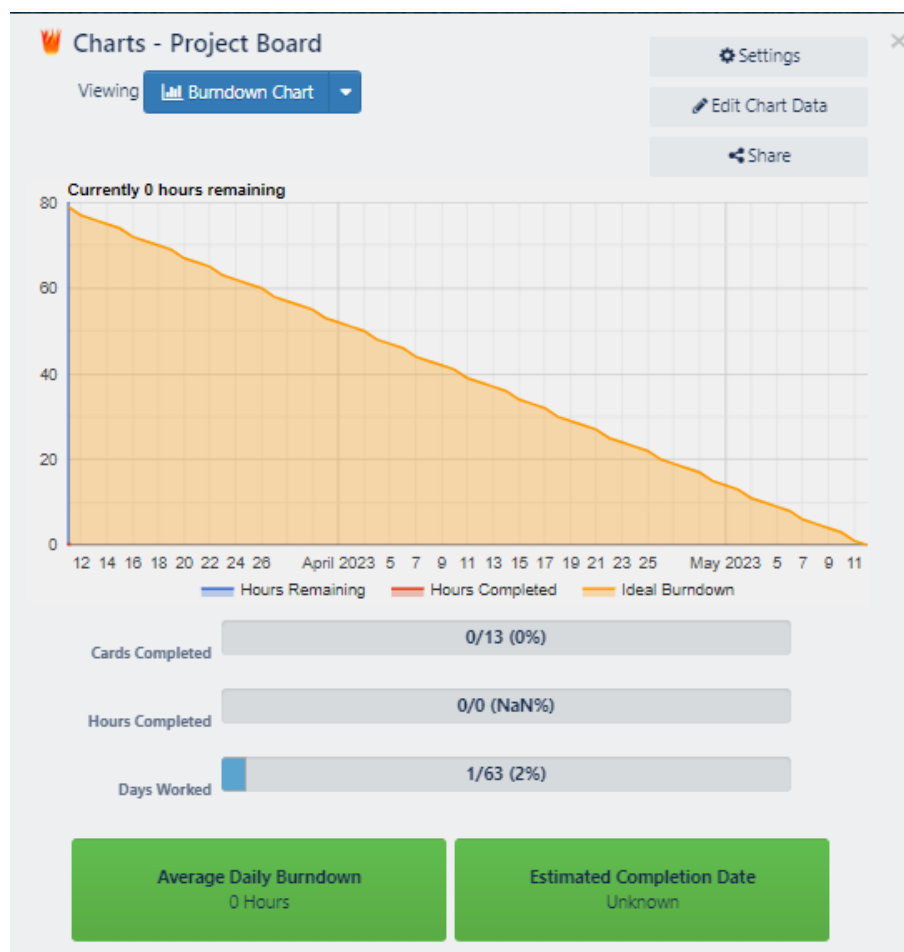 Charts - Project Board
×
Viewing
Burndown Chart
Settings
Edit Chart Data
Share
Currently 0 hours remaining
80
60
40
20
0
12 14 16 18 20 22 24 26 April 2023 5 7 9 11 13 15 17 19 21 23 25 May 2023 5 7 9 11
Hours Remaining Hours Completed Ideal Burndown
Cards Completed 0/13 (0%)
Hours Completed 0/0 (NaN%)
Days Worked 1/63 (2%)
Average Daily Burndown
0 Hours
Estimated Completion Date
Unknown